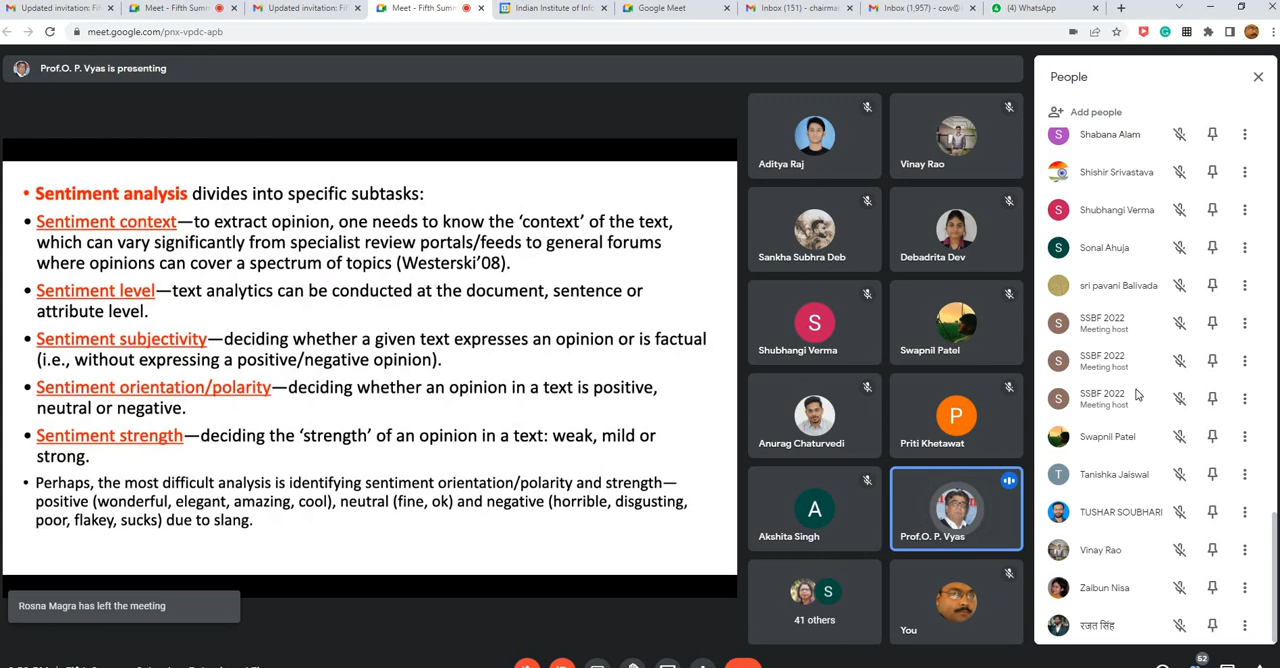 Updated invitation: Fif
Meet - Fifth Summ
Updated invitation: Fif
Meet - Fifth Summ
Indian Institute of Info
Google Meet
Inbox (151) - chairma
Inbox (1,957) - cow@i
(4) WhatsApp
meet.google.com/pnx-vpdc-apb
Prof.O. P. Vyas is presenting
• Sentiment analysis divides into specific subtasks:
• Sentiment context—to extract opinion, one needs to know the ‘context’ of the text,
which can vary significantly from specialist review portals/feeds to general forums
where opinions can cover a spectrum of topics (Westerski’08).
• Sentiment level—text analytics can be conducted at the document, sentence or
attribute level.
• Sentiment subjectivity—deciding whether a given text expresses an opinion or is factual
(i.e., without expressing a positive/negative opinion).
• Sentiment orientation/polarity—deciding whether an opinion in a text is positive,
neutral or negative.
• Sentiment strength—deciding the ‘strength’ of an opinion in a text: weak, mild or
strong.
• Perhaps, the most difficult analysis is identifying sentiment orientation/polarity and strength—
positive (wonderful, elegant, amazing, cool), neutral (fine, ok) and negative (horrible, disgusting,
poor, flakey, sucks) due to slang.
Rosna Magra has left the meeting
Aditya Raj
Vinay Rao
Sankha Subhra Deb
Debadrita Dev
S
Shubhangi Verma
Swapnil Patel
Anurag Chaturvedi
P
Priti Khetawat
A
Akshita Singh
Prof.O. P. Vyas
S
41 others
You
People
Add people
S Shabana Alam
Shishir Srivastava
S Shubhangi Verma
S Sonal Ahuja
sri pavani Balivada
S SSBF 2022
Meeting host
S SSBF 2022
Meeting host
S SSBF 2022
Meeting host
Swapnil Patel
T Tanishka Jaiswal
TUSHAR SOUBHARI
Vinay Rao
Zaibun Nisa
रजत सिंह
52